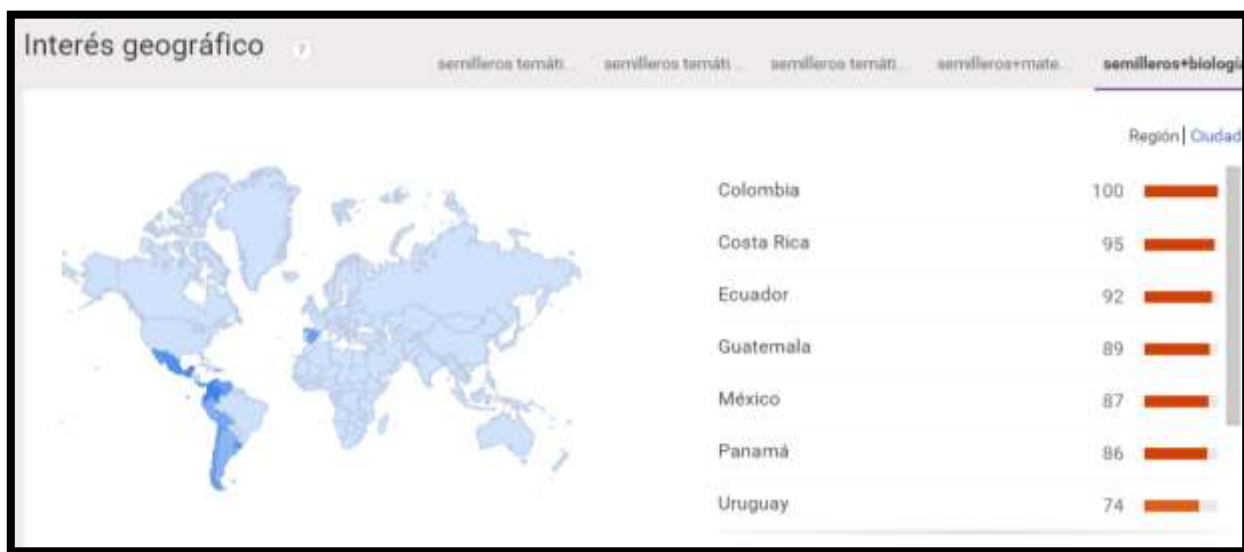 Interés geográfico ?
semilleros temáti... semilleros temáti... semilleros temáti... semilleros+mate... semilleros+biología
Región | Ciudad
Colombia 100
Costa Rica 95
Ecuador 92
Guatemala 89
México 87
Panamá 86
Uruguay 74